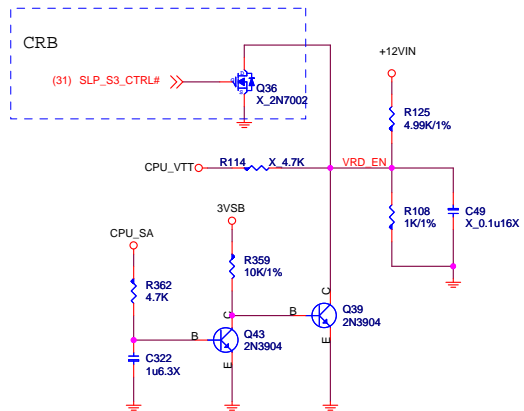 CRB
(31) SLP_S3_CTRL#
Q36
X_2N7002
+12VIN
R125
4.99K/1%
CPU_VTT
R114 X_4.7K
VRD_EN
R108
1K/1%
C49
X_0.1u16X
3VSB
CPU_SA
R359
10K/1%
R362
4.7K
C
B
Q39
2N3904
E
C
B
Q43
2N3904
E
C322
1u6.3X